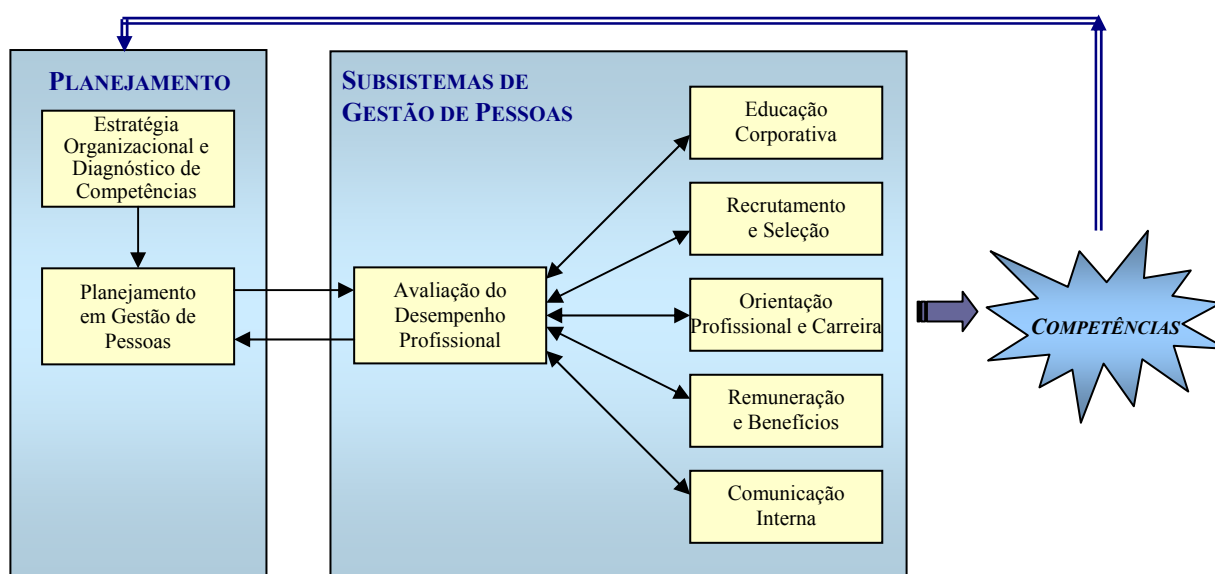 PLANEJAMENTO
Estratégia
Organizacional e
Diagnóstico de
Competências
Planejamento
em Gestão de
Pessoas
SUBSISTEMAS DE
GESTÃO DE PESSOAS
Avaliação do
Desempenho
Profissional
Educação
Corporativa
Recrutamento
e Seleção
Orientação
Profissional e Carreira
Remuneração
e Benefícios
Comunicação
Interna
COMPETÊNCIAS